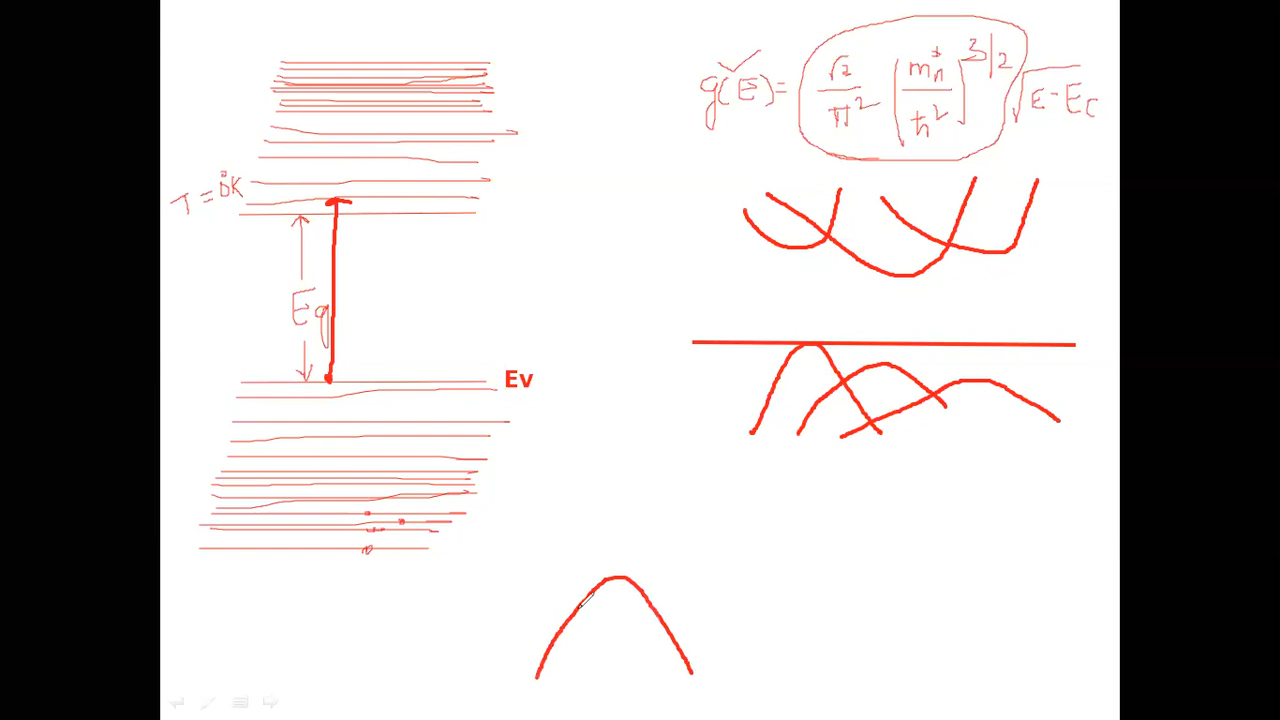 g(E) = √2/π² [m*n/ħ²]^3/2 √E-Ec
T = 0K
Eg
Ev